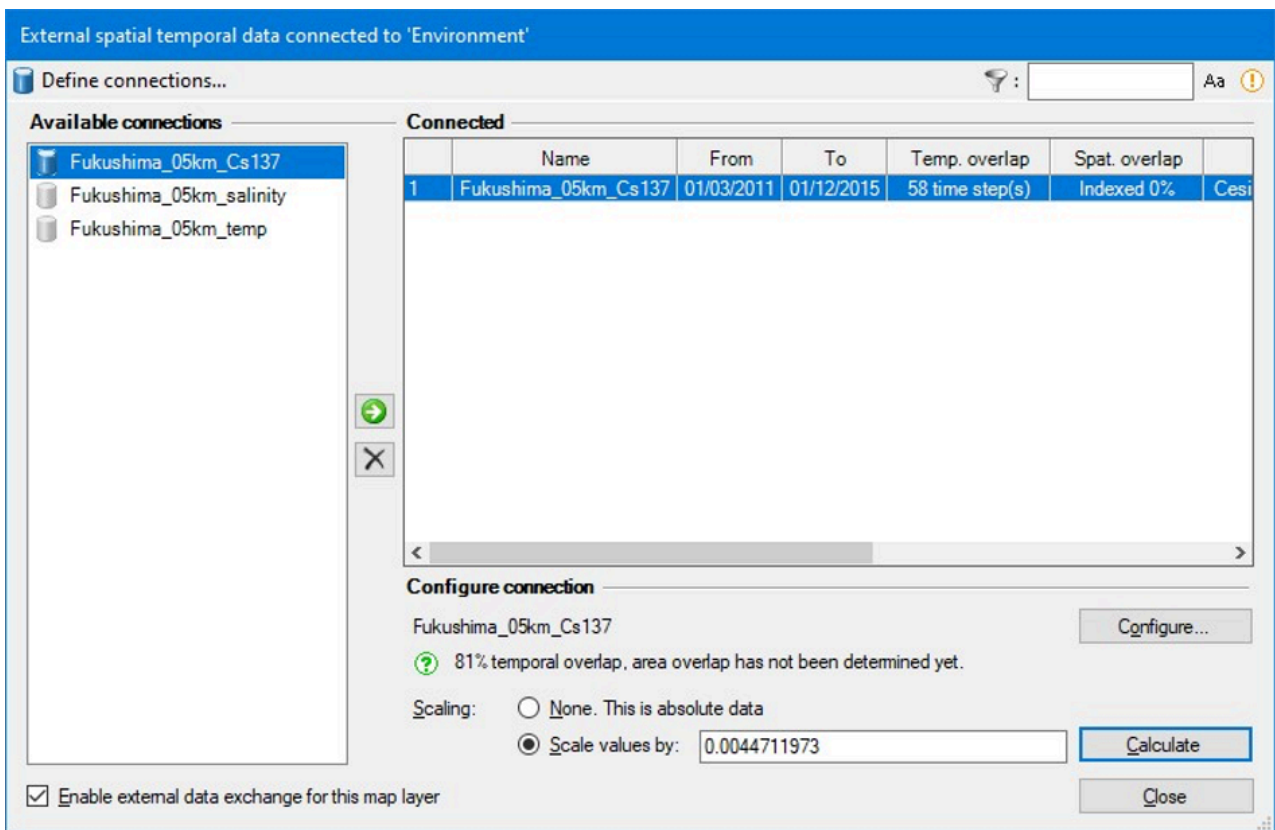 External spatial temporal data connected to 'Environment'
Define connections...
: Aa
Available connections
Fukushima_05km_Cs137
Fukushima_05km_salinity
Fukushima_05km_temp
Connected
Name From To Temp. overlap Spat. overlap
1 Fukushima_05km_Cs137 01/03/2011 01/12/2015 58 time step(s) Indexed 0% Cesi
Configure connection
Fukushima_05km_Cs137 Configure...
81% temporal overlap, area overlap has not been determined yet.
Scaling: None. This is absolute data
Scale values by: 0.0044711973 Calculate
Enable external data exchange for this map layer Close